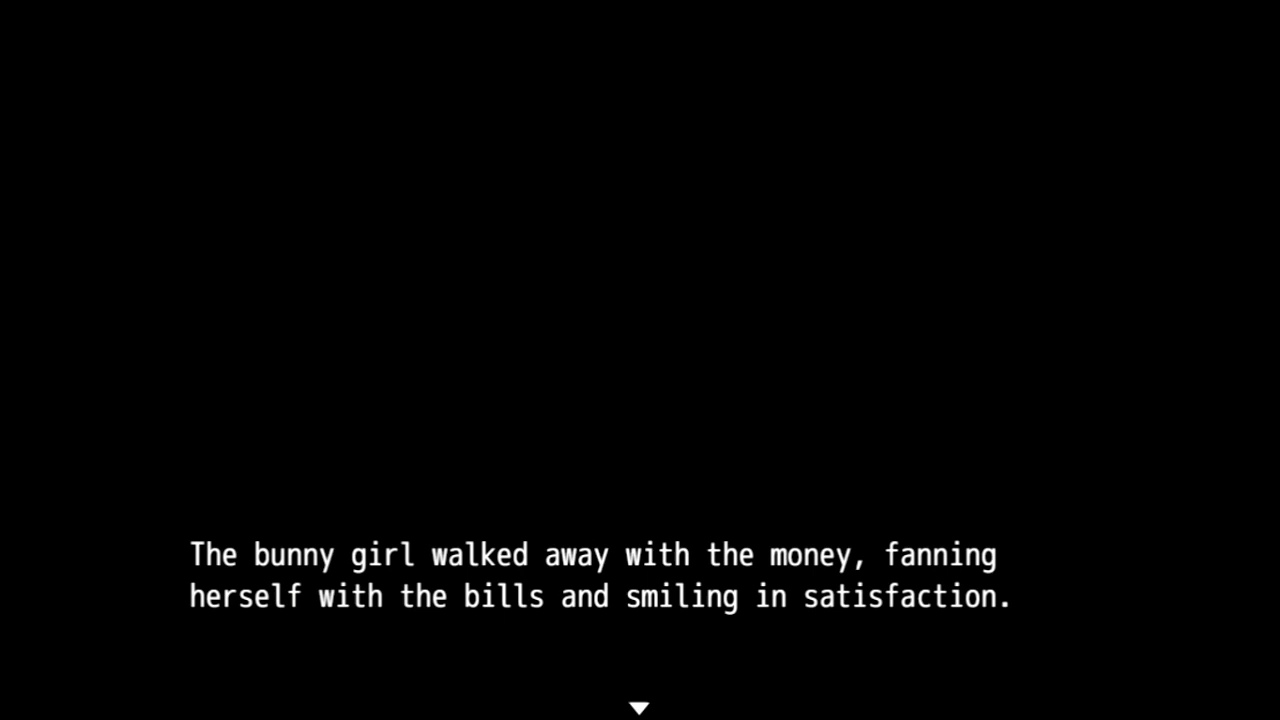 The bunny girl walked away with the money, fanning
herself with the bills and smiling in satisfaction.